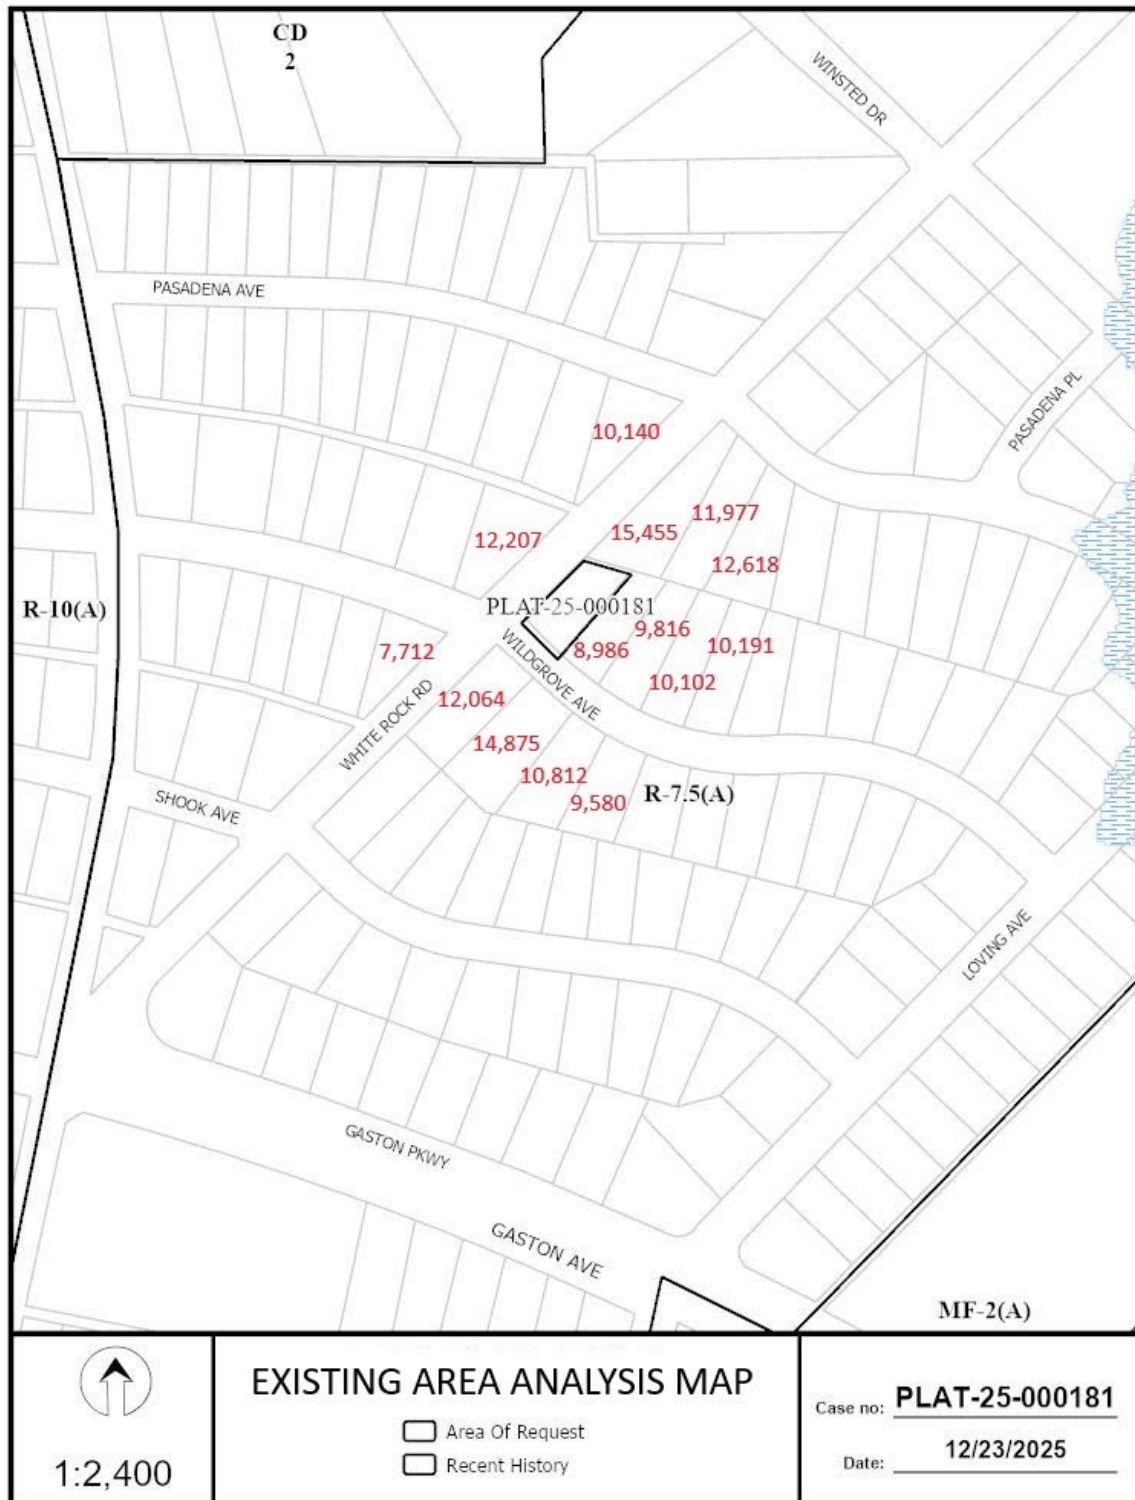 CD
2
WINSTED DR
PASADENA AVE
PASADENA PL
10,140
11,977
15,455
12,207
12,618
R-10(A)
PLAT-25-000181
9,816
10,191
8,986
7,712
WILDGROVE AVE
10,102
12,064
WHITE ROCK RD
14,875
10,812
9,580
R-7.5(A)
SHOOK AVE
LOVING AVE
GASTON PKWY
GASTON AVE
MF-2(A)
1:2,400
EXISTING AREA ANALYSIS MAP
Area Of Request
Recent History
Case no: PLAT-25-000181
Date: 12/23/2025